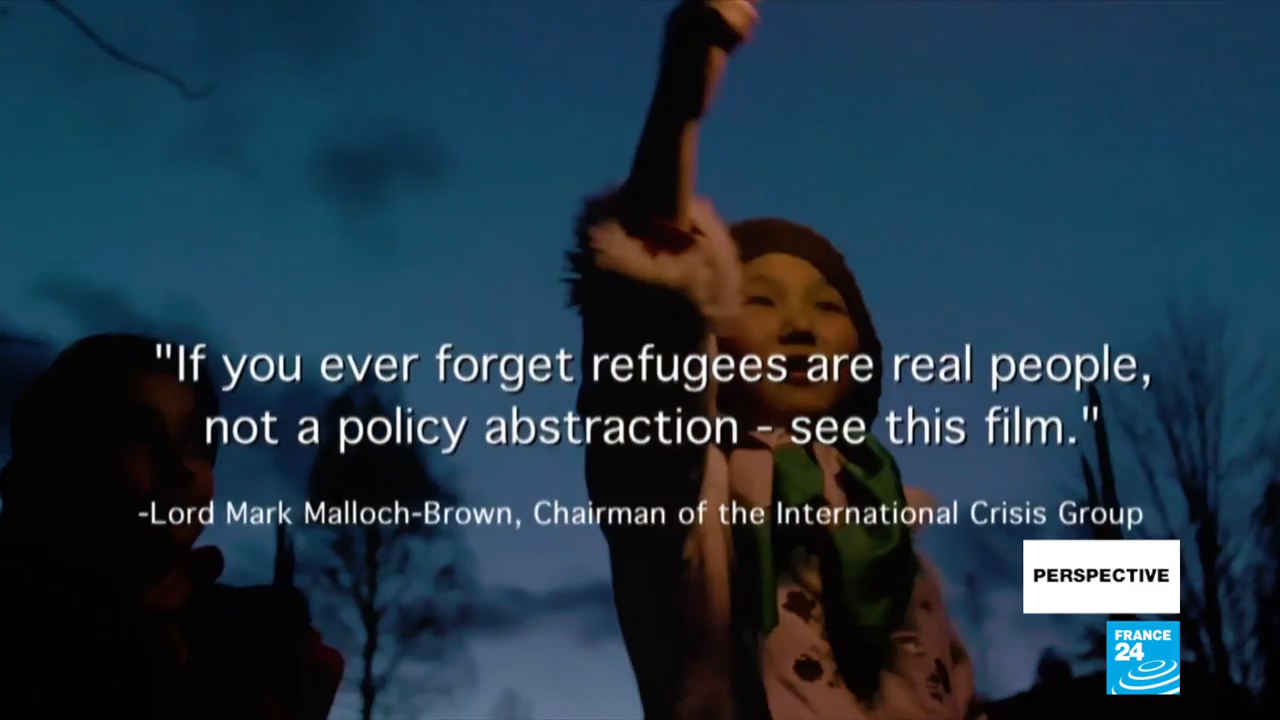 "If you ever forget refugees are real people,
not a policy abstraction - see this film."
-Lord Mark Malloch-Brown, Chairman of the International Crisis Group
PERSPECTIVE
FRANCE
24